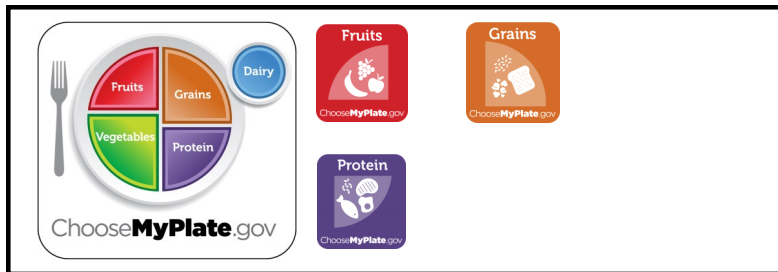 Fruits
Grains
Dairy
Vegetables
Protein
ChooseMyPlate.gov
Fruits
ChooseMyPlate.gov
Grains
ChooseMyPlate.gov
Protein
ChooseMyPlate.gov